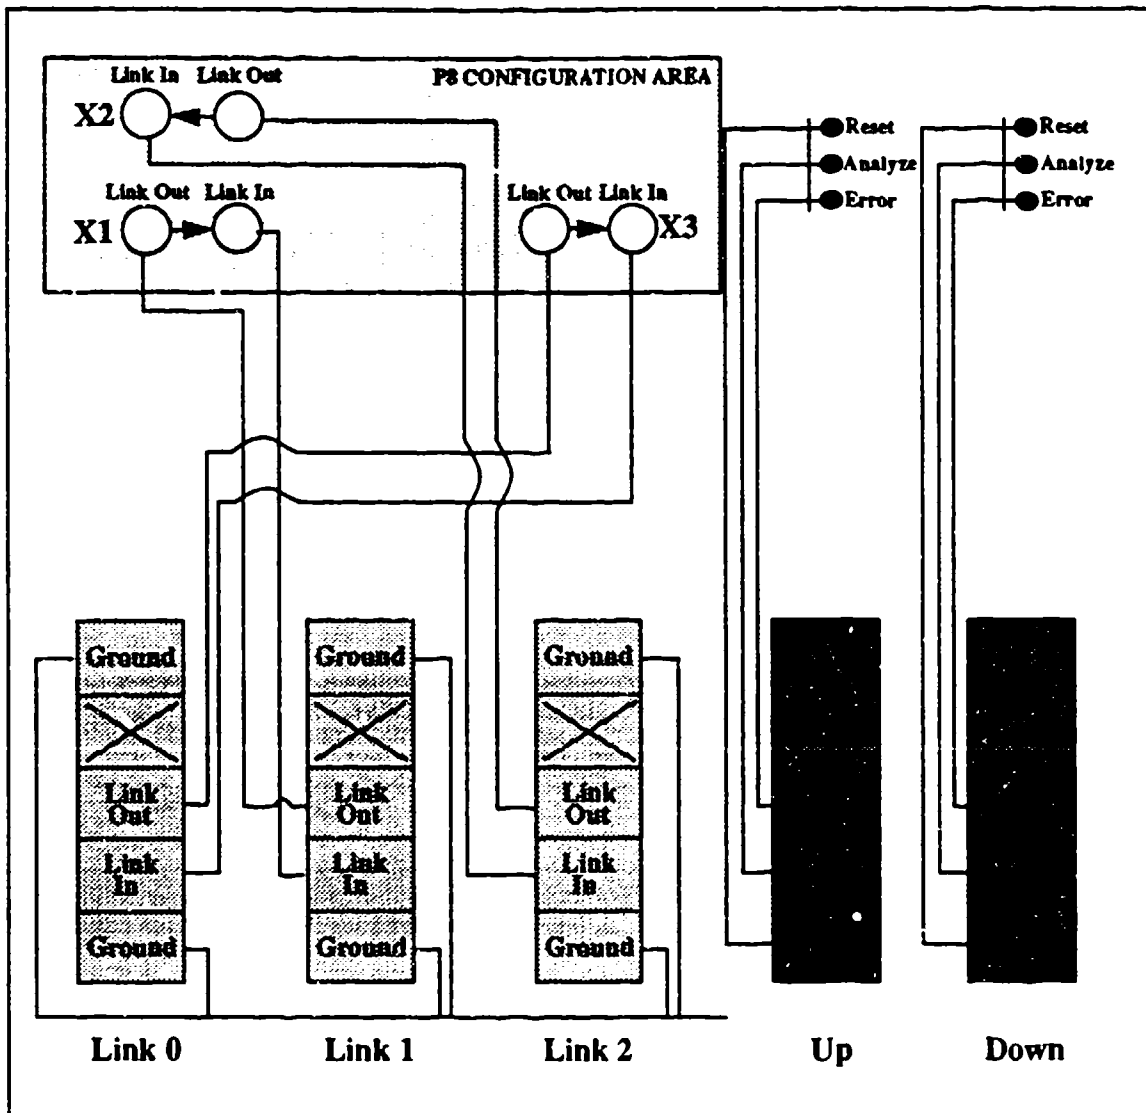 P8 CONFIGURATION AREA
Link In Link Out
X2
Link Out Link In
X1
Link Out Link In
X3
Reset
Analyze
Error
Reset
Analyze
Error
Ground
Link
Out
Link
In
Ground
Ground
Link
Out
Link
In
Ground
Ground
Link
Out
Link
In
Ground
Link 0
Link 1
Link 2
Up
Down